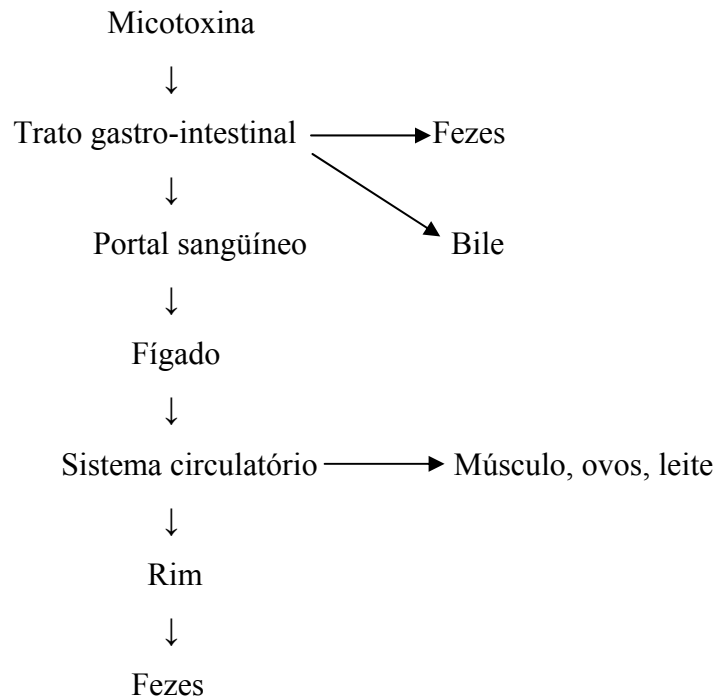 Micotoxina
↓
Trato gastro-intestinal → Fezes
↓
Portal sangüíneo Bile
↓
Fígado
↓
Sistema circulatório → Músculo, ovos, leite
↓
Rim
↓
Fezes